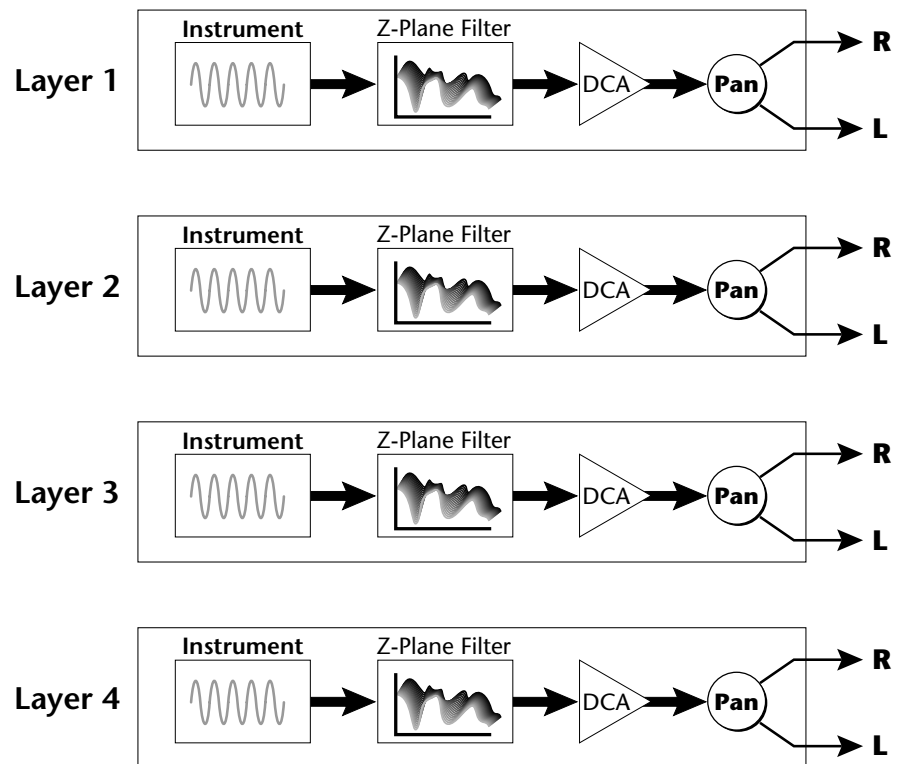 Instrument Z-Plane Filter
R
Layer 1 DCA Pan
L
Instrument Z-Plane Filter
R
Layer 2 DCA Pan
L
Instrument Z-Plane Filter
R
Layer 3 DCA Pan
L
Instrument Z-Plane Filter
R
Layer 4 DCA Pan
L